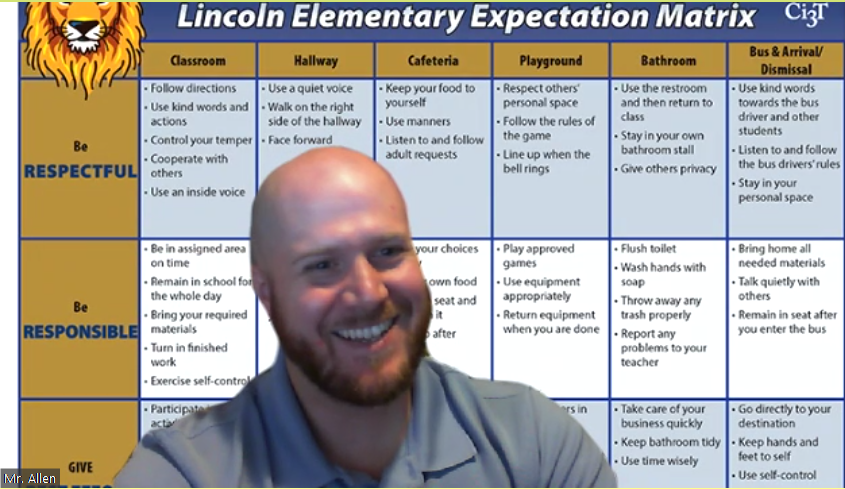 Lincoln Elementary Expectation Matrix
Ci3T
Classroom
Hallway
Cafeteria
Playground
Bathroom
Bus & Arrival/
Dismissal
Be
RESPECTFUL
• Follow directions
• Use kind words and
actions
• Control your temper
• Cooperate with
others
• Use an inside voice
• Use a quiet voice
• Walk on the right
side of the hallway
• Face forward
• Keep your food to
yourself
• Use manners
• Listen to and follow
adult requests
• Respect others'
personal space
• Follow the rules of
the game
• Line up when the
bell rings
• Use the restroom
and then return to
class
• Stay in your own
bathroom stall
• Give others privacy
• Use kind words
towards the bus
driver and other
students
• Listen to and follow
the bus drivers' rules
• Stay in your
personal space
Be
RESPONSIBLE
• Be in assigned area
on time
• Remain in school for
the whole day
• Bring your required
materials
• Turn in finished
work
• Exercise self-control
your choices
own food
seat and
it
after
• Play approved
games
• Use equipment
appropriately
• Return equipment
when you are done
• Flush toilet
• Wash hands with
soap
• Throw away any
trash properly
• Report any
problems to your
teacher
• Bring home all
needed materials
• Talk quietly with
others
• Remain in seat after
you enter the bus
GIVE
• Participate
in
• Take care of your
business quickly
• Keep bathroom tidy
• Use time wisely
• Go directly to your
destination
• Keep hands and
feet to self
• Use self-control
Mr. Allen